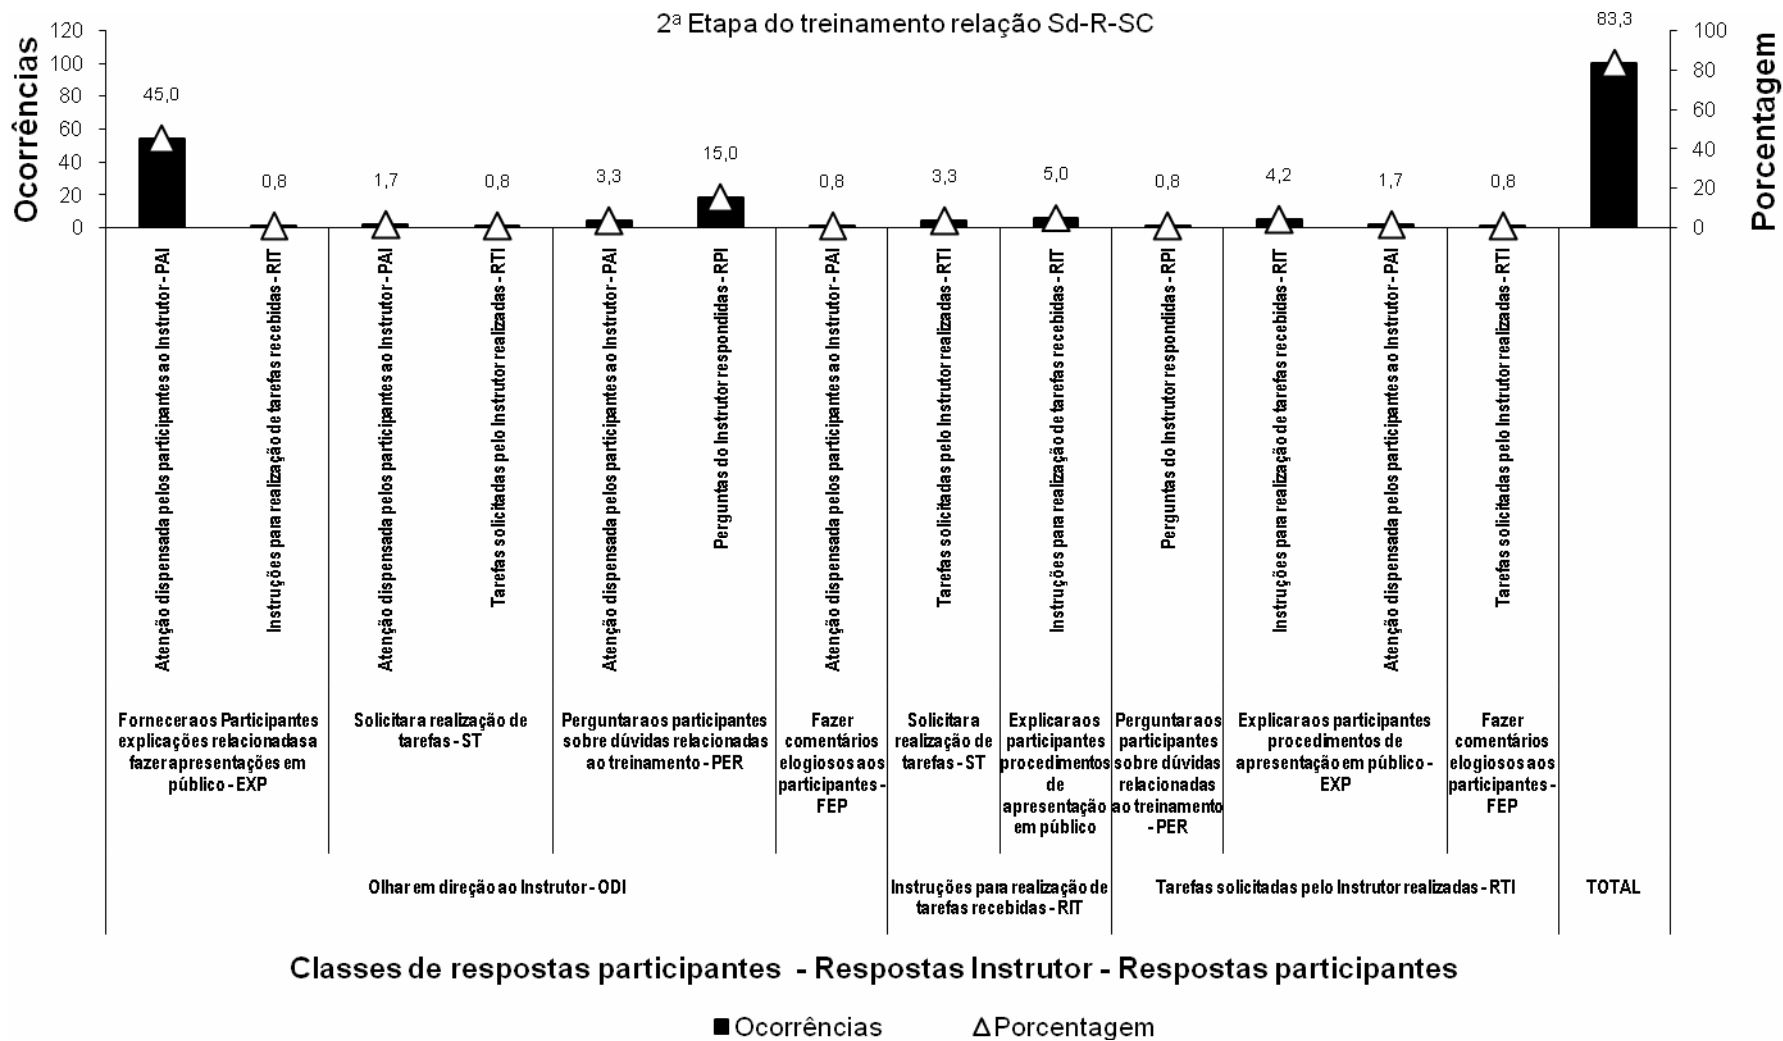 2ª Etapa do treinamento relação Sd-R-SC
Ocorrências
120
100
80
60
40
20
0
Porcentagem
100
80
60
40
20
0
45,0
0,8
1,7
0,8
3,3
15,0
0,8
3,3
5,0
0,8
4,2
1,7
0,8
83,3
Atenção dispensada pelos participantes ao Instrutor - PAI
Instruções para realização de tarefas recebidas - RIT
Atenção dispensada pelos participantes ao Instrutor - PAI
Tarefas solicitadas pelo Instrutor realizadas - RTI
Atenção dispensada pelos participantes ao Instrutor - PAI
Perguntas do Instrutor respondidas - RPI
Atenção dispensada pelos participantes ao Instrutor - PAI
Tarefas solicitadas pelo Instrutor realizadas - RTI
Instruções para realização de tarefas recebidas - RIT
Perguntas do Instrutor respondidas - RPI
Instruções para realização de tarefas recebidas - RIT
Atenção dispensada pelos participantes ao Instrutor - PAI
Tarefas solicitadas pelo Instrutor realizadas - RTI
Fornecer aos Participantes
explicações relacionadas a
fazer apresentações em
público - EXP
Solicitar a realização de
tarefas - ST
Perguntar aos participantes
sobre dúvidas relacionadas
ao treinamento - PER
Fazer
comentários
elogiosos aos
participantes -
FEP
Solicitar a
realização de
tarefas - ST
Explicar aos
participantes
procedimentos
de
apresentação
em público
Perguntar aos
participantes
sobre dúvidas
relacionadas
ao treinamento
- PER
Explicar aos participantes
procedimentos de
apresentação em público -
EXP
Fazer
comentários
elogiosos aos
participantes -
FEP
Olhar em direção ao Instrutor - ODI
Instruções para realização de
tarefas recebidas - RIT
Tarefas solicitadas pelo Instrutor realizadas - RTI
TOTAL
Classes de respostas participantes - Respostas Instrutor - Respostas participantes
Ocorrências
Porcentagem